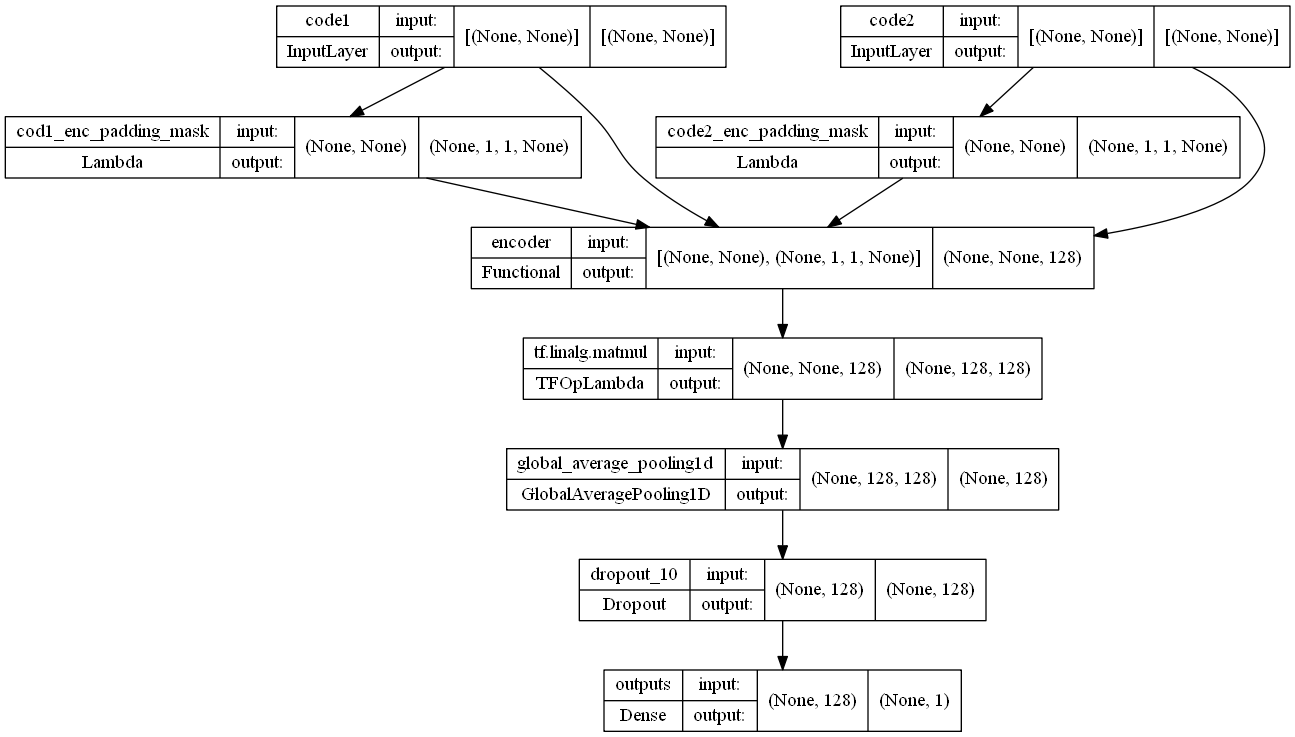 code1 input: [(None, None)] [(None, None)]
InputLayer output:
code2 input: [(None, None)] [(None, None)]
InputLayer output:
cod1_enc_padding_mask input: (None, None) (None, 1, 1, None)
Lambda output:
code2_enc_padding_mask input: (None, None) (None, 1, 1, None)
Lambda output:
encoder input: [(None, None), (None, 1, 1, None)] (None, None, 128)
Functional output:
tf.linalg.matmul input: (None, None, 128) (None, 128, 128)
TFOpLambda output:
global_average_pooling1d input: (None, 128, 128) (None, 128)
GlobalAveragePooling1D output:
dropout_10 input: (None, 128) (None, 128)
Dropout output:
outputs input: (None, 128) (None, 1)
Dense output: